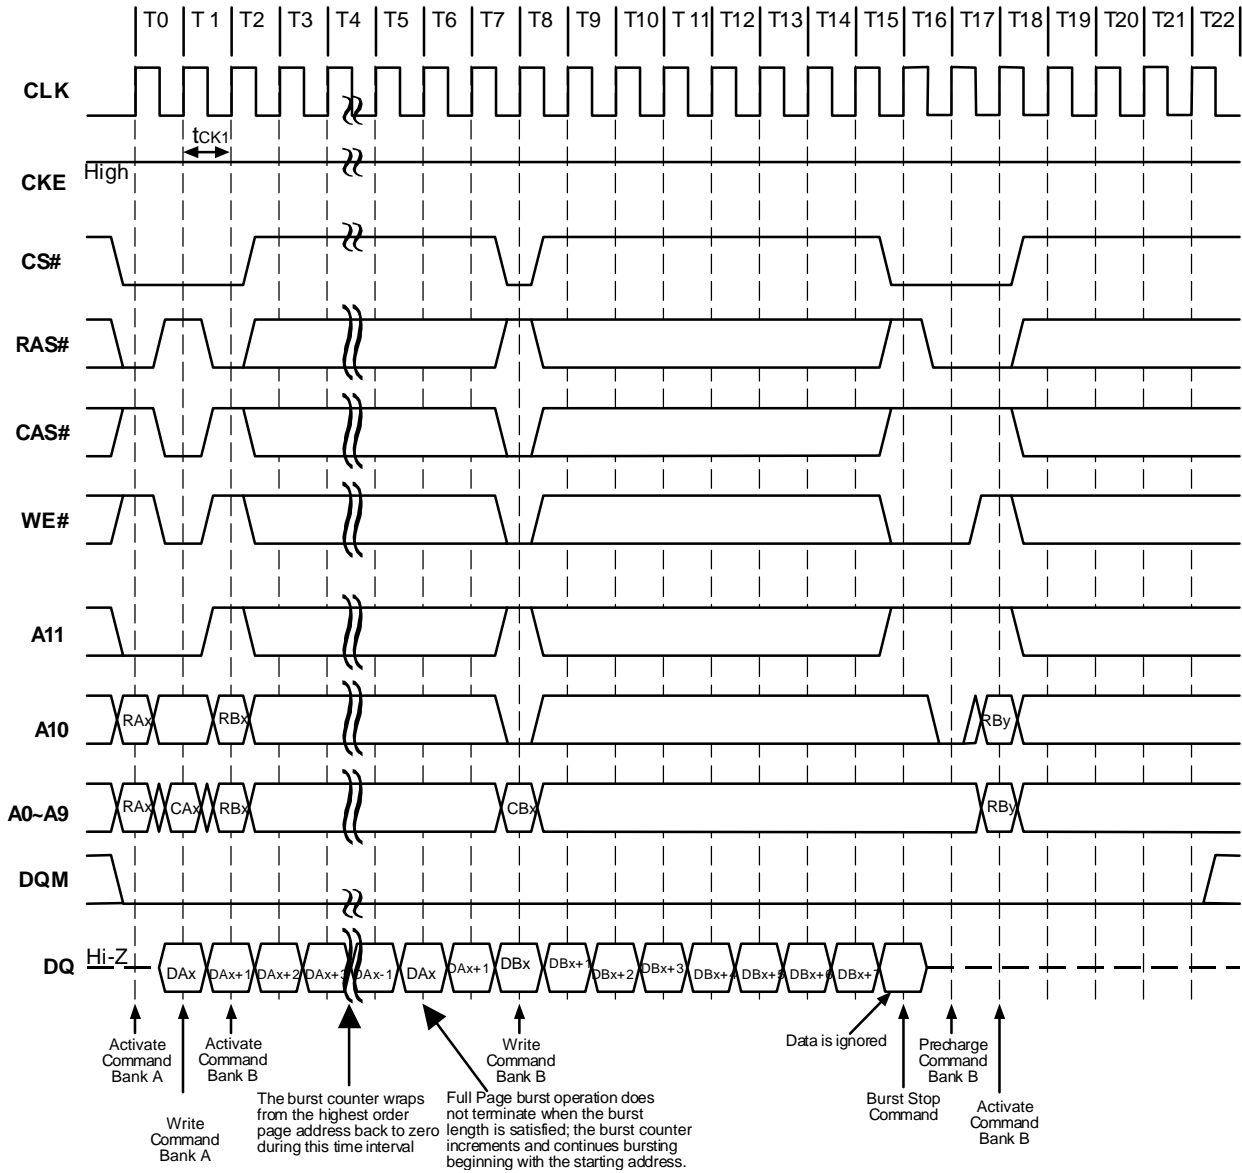 T0 T 1 T2 T3 T4 T5 T6 T7 T8 T9 T10 T 11 T12 T13 T14 T15 T16 T17 T18 T19 T20 T21 T22
CLK
tCK1
High
CKE
CS#
RAS#
CAS#
WE#
A11
RAx RBx RBy
A10
RAx CAx RBx CBx RBy
A0~A9
DQM
Hi-Z
DQ
DAx DAx+1 DAx+2 DAx+3 DAx-1 DAx DAx+1 DBx DBx+1 DBx+2 DBx+3 DBx+4 DBx+5 DBx+6 DBx+7
Activate
Command
Bank A
Write
Command
Bank A
Activate
Command
Bank B
The burst counter wraps
from the highest order
page address back to zero
during this time interval
Full Page burst operation does
not terminate when the burst
length is satisfied; the burst counter
increments and continues bursting
beginning with the starting address.
Write
Command
Bank B
Data is ignored
Burst Stop
Command
Precharge
Command
Bank B
Activate
Command
Bank B